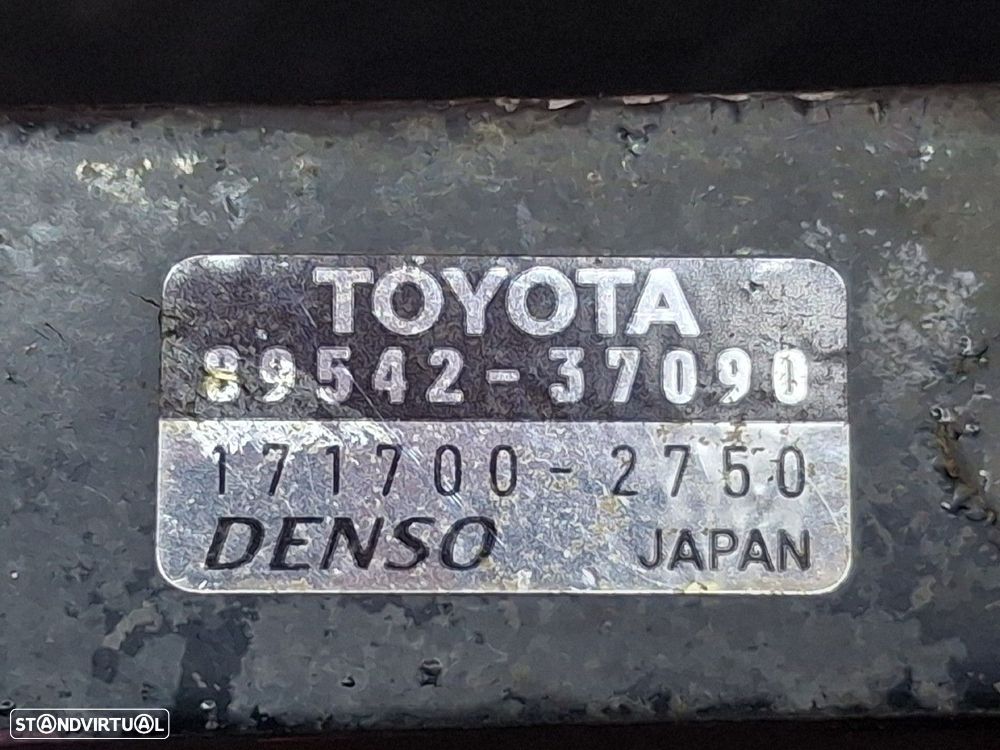 TOYOTA
89542-37090
171700-2750
DENSO JAPAN
STANDVIRTUAL